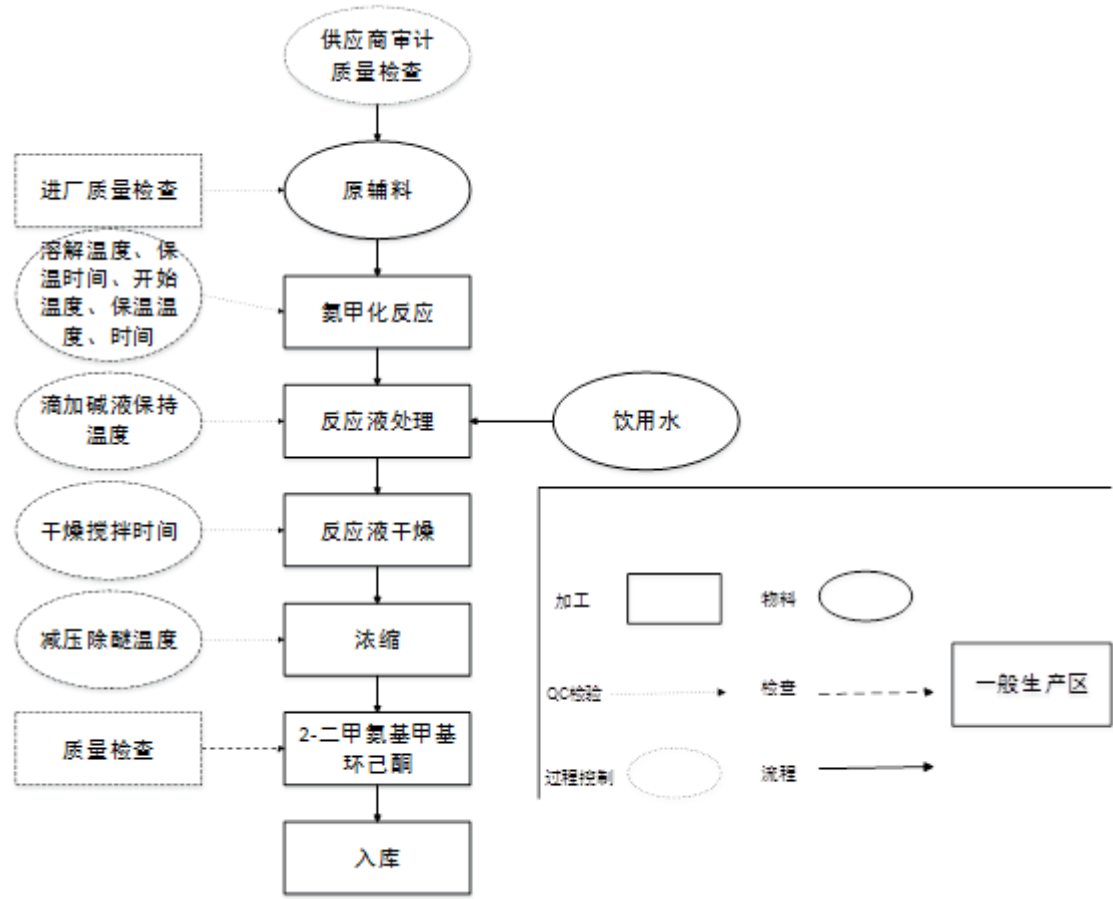 供应商审计
质量检查
进厂质量检查
原辅料
溶解温度、保
温时间、开始
温度、保温温
度、时间
氨甲化反应
滴加碱液保持
温度
反应液处理
饮用水
干燥搅拌时间
反应液干燥
减压除醚温度
浓缩
质量检查
2-二甲氨基甲基
环己酮
入库
加工
物料
QC检验
检查
一般生产区
过程控制
流程